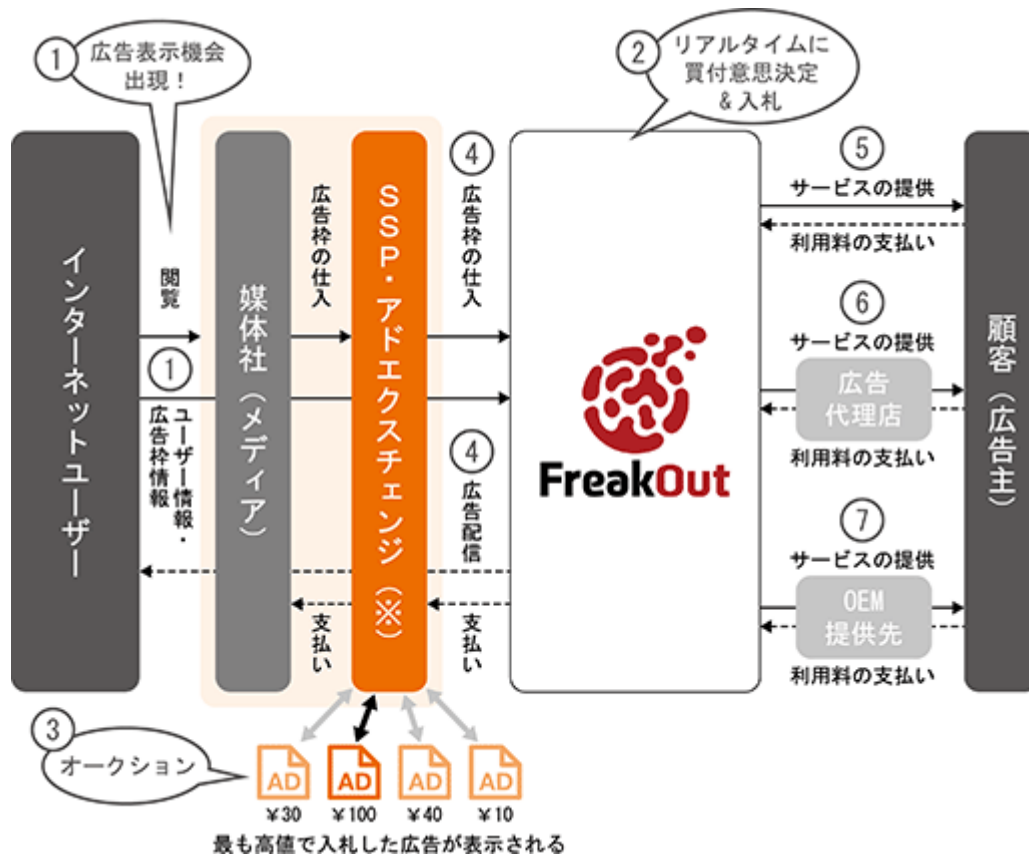 ①
広告表示機会
出現！
②
リアルタイムに
買付意思決定
＆入札
インターネットユーザー
閲覧
①
ユーザー情報・
広告枠情報
媒体社（メディア）
広告枠の仕入
支払い
SSP・アドエクスチェンジ（※）
④
広告枠の仕入
④
広告配信
支払い
FreakOut
⑤
サービスの提供
利用料の支払い
⑥
サービスの提供
広告
代理店
利用料の支払い
⑦
サービスの提供
OEM
提供先
利用料の支払い
顧客（広告主）
③
オークション
AD
AD
AD
AD
¥30
¥100
¥40
¥10
最も高値で入札した広告が表示される